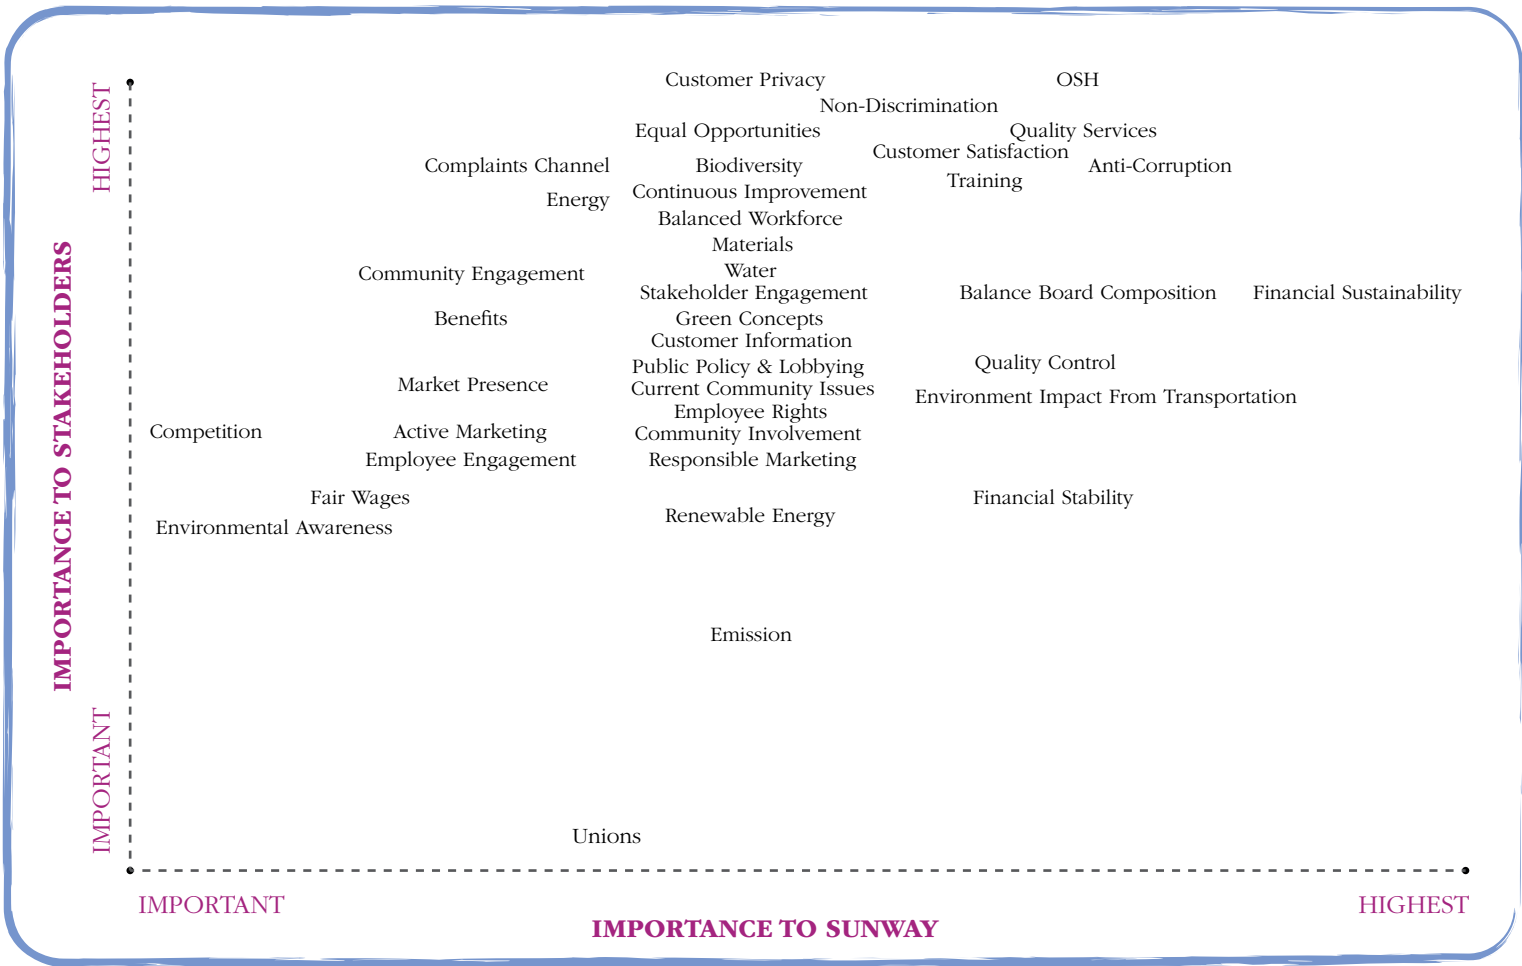 HIGHEST
IMPORTANCE TO STAKEHOLDERS
IMPORTANT
Customer Privacy
OSH
Non-Discrimination
Equal Opportunities
Quality Services
Customer Satisfaction
Complaints Channel
Biodiversity
Anti-Corruption
Training
Continuous Improvement
Energy
Balanced Workforce
Materials
Water
Community Engagement
Stakeholder Engagement
Balance Board Composition
Financial Sustainability
Benefits
Green Concepts
Customer Information
Quality Control
Public Policy & Lobbying
Market Presence
Current Community Issues
Environment Impact From Transportation
Employee Rights
Competition
Active Marketing
Community Involvement
Employee Engagement
Responsible Marketing
Fair Wages
Financial Stability
Renewable Energy
Environmental Awareness
Emission
Unions
IMPORTANT
HIGHEST
IMPORTANCE TO SUNWAY